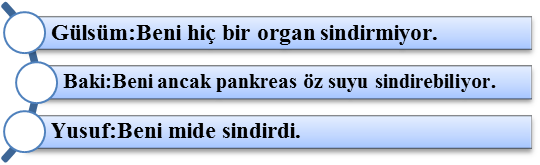 Gülsüm:Beni hiç bir organ sindirmiyor.
Baki:Beni ancak pankreas öz suyu sindirebiliyor.
Yusuf:Beni mide sindirdi.